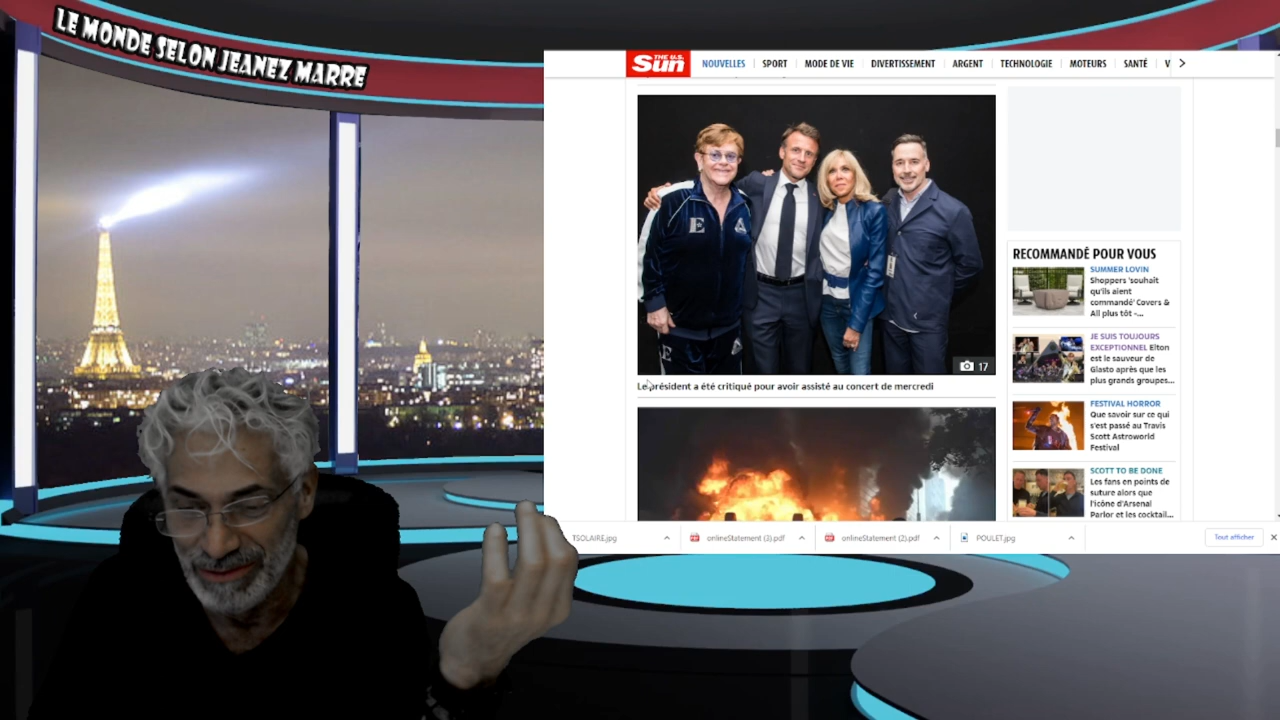 LE MONDE SELON JEANEZ MARRE
THE U.S. Sun
NOUVELLES SPORT MODE DE VIE DIVERTISSEMENT ARGENT TECHNOLOGIE MOTEURS SANTÉ V
E A
17
Le président a été critiqué pour avoir assisté au concert de mercredi
RECOMMANDÉ POUR VOUS
SUMMER LOVIN
Shoppers 'souhait
qu'ils aient
commandé' Covers &
All plus tôt -...
JE SUIS TOUJOURS
EXCEPTIONNEL Elton
est le sauveur de
Glasto après que les
plus grands groupes...
FESTIVAL HORROR
Que savoir sur ce qui
s'est passé au Travis
Scott Astroworld
Festival
SCOTT TO BE DONE
Les fans en points de
suture alors que
l'icône d'Arsenal
Parlor et les cocktail...
TSOLAIRE.jpg
onlineStatement (3).pdf
onlineStatement (2).pdf
POULET.jpg
Tout afficher